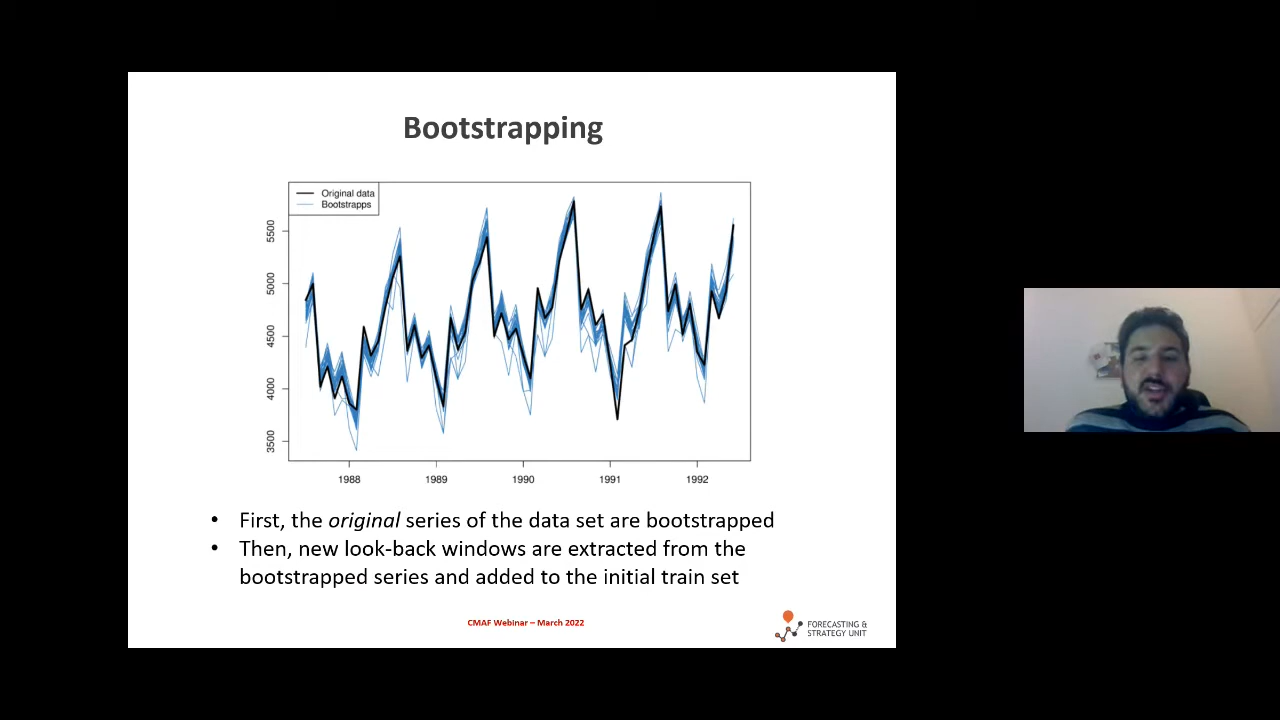 Bootstrapping
Original data
Bootstrapps
5500
5000
4500
4000
3500
1988
1989
1990
1991
1992
• First, the original series of the data set are bootstrapped
• Then, new look-back windows are extracted from the
bootstrapped series and added to the initial train set
CMAF Webinar – March 2022
FORECASTING &
STRATEGY UNIT